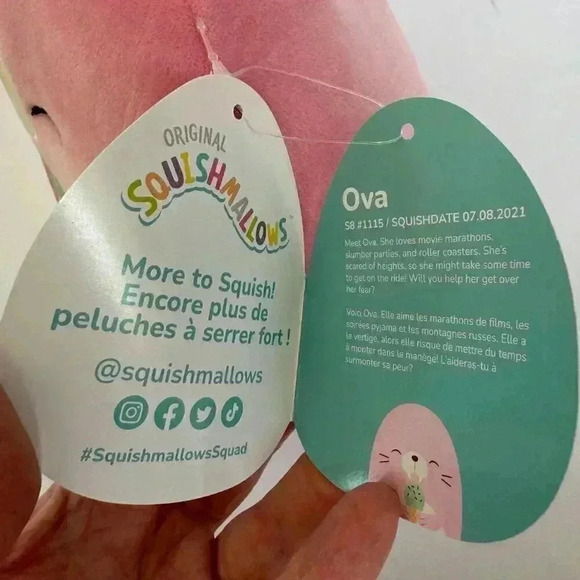 ORIGINAL
SQUISHMALLOWS™
More to Squish!
Encore plus de
peluches à serrer fort !
@squishmallows
#SquishmallowsSquad
Ova
S8 #1115 / SQUISHDATE 07.08.2021
Meet Ova. She loves movie marathons,
slumber parties, and roller coasters. She's
scared of heights, so she might take some time
to get on the ride! Will you help her get over
her fear?
Voici Ova. Elle aime les marathons de films, les
soirées pyjama et les montagnes russes. Elle a
le vertige, alors elle risque de mettre du temps
à monter dans le manège! L'aideras-tu à
surmonter sa peur?